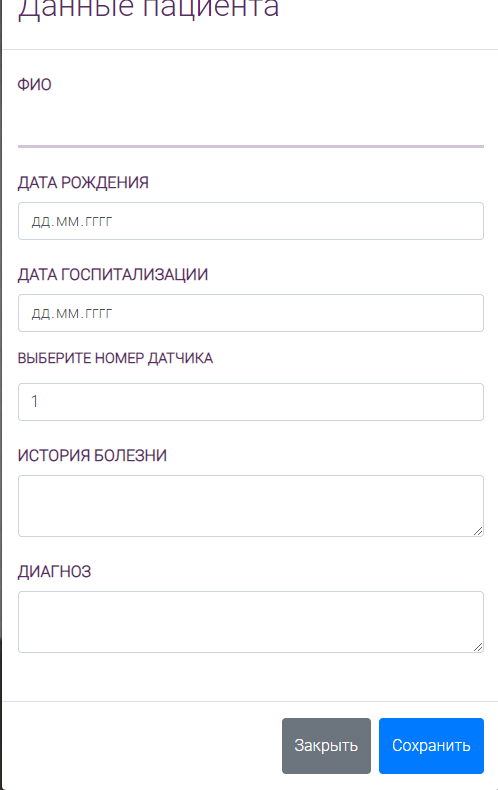 Данные пациента
ФИО
ДАТА РОЖДЕНИЯ
дд.мм.гггг
ДАТА ГОСПИТАЛИЗАЦИИ
дд.мм.гггг
ВЫБЕРИТЕ НОМЕР ДАТЧИКА
1
ИСТОРИЯ БОЛЕЗНИ
ДИАГНОЗ
Закрыть Сохранить